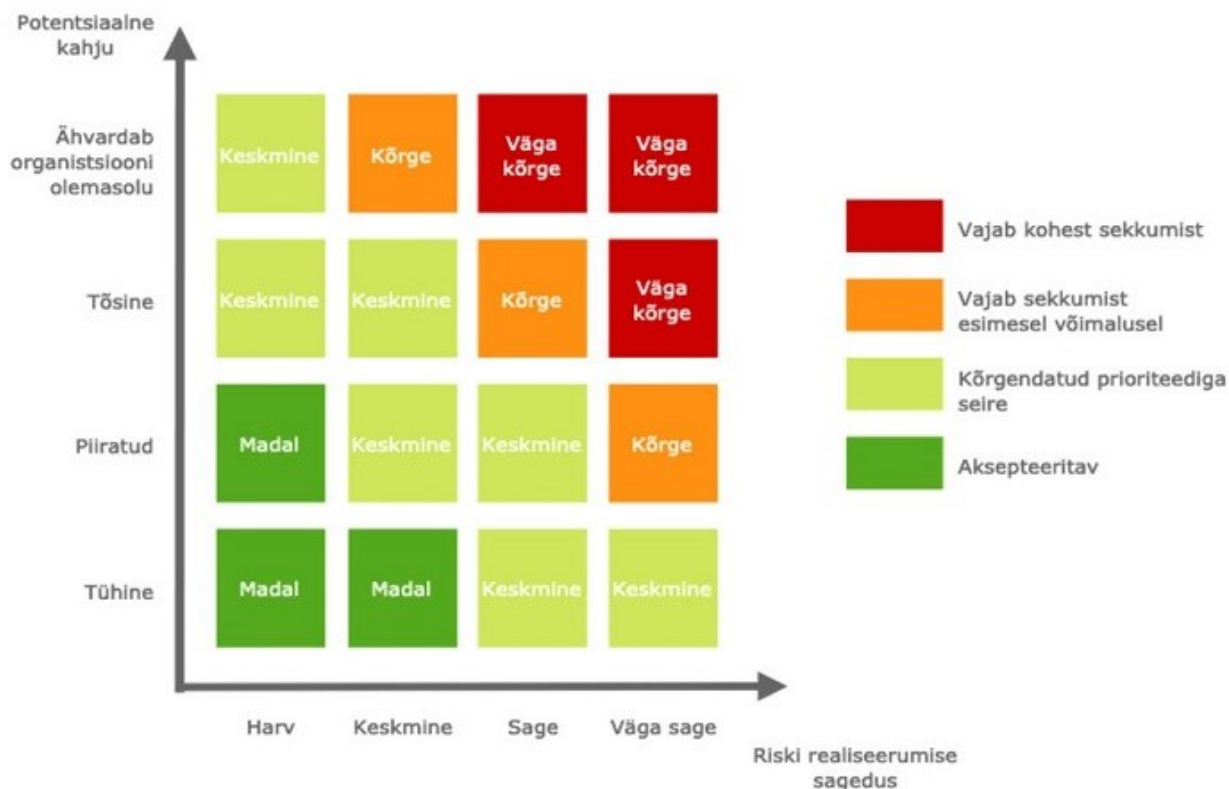 Potentsiaalne
kahju
Ähvardab
organistsiooni
olemasolu
Keskmine
Kõrge
Väga
kõrge
Väga
kõrge
Tõsine
Keskmine
Keskmine
Kõrge
Väga
kõrge
Piiratud
Madal
Keskmine
Keskmine
Kõrge
Tühine
Madal
Madal
Keskmine
Keskmine
Harv
Keskmine
Sage
Väga sage
Riski realiseerumise
sagedus
Vajab kohest sekkumist
Vajab sekkumist
esimesel võimalusel
Kõrgendatud prioriteediga
seire
Aksepteeritav